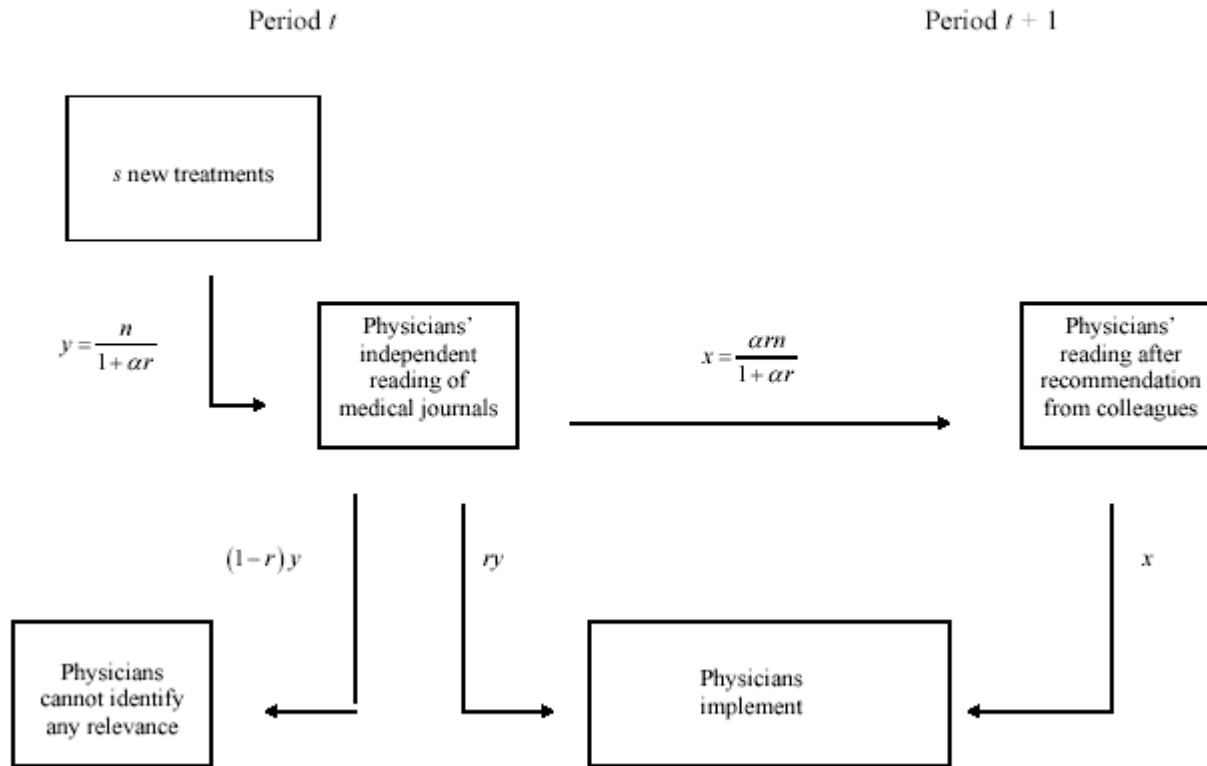 Period t
Period t + 1
s new treatments
y = n / (1 + αr)
Physicians'
independent
reading of
medical journals
x = αrn / (1 + αr)
Physicians'
reading after
recommendation
from colleagues
(1−r) y
ry
x
Physicians
cannot identify
any relevance
Physicians
implement